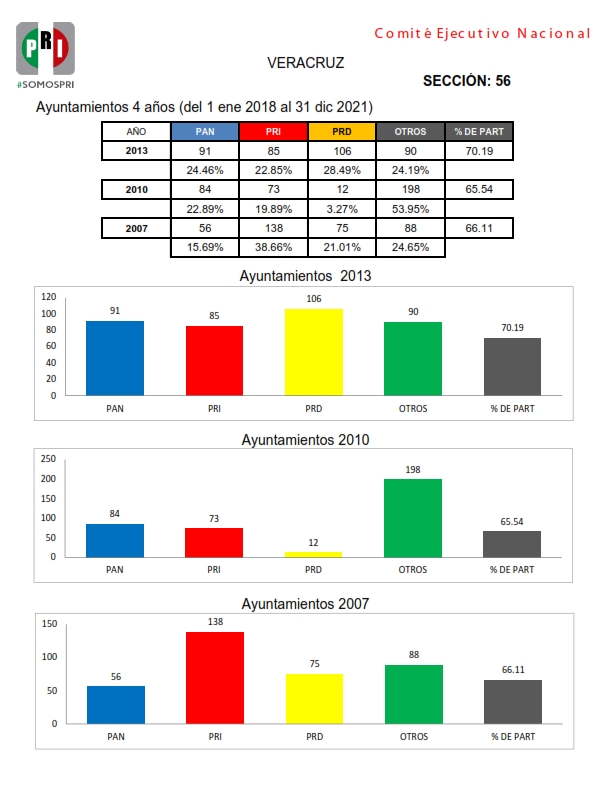 Comité Ejecutivo Nacional
PRI
#SOMOSPRI
VERACRUZ
SECCIÓN: 56
Ayuntamientos 4 años (del 1 ene 2018 al 31 dic 2021)
AÑO PAN PRI PRD OTROS % DE PART
2013 91 85 106 90 70.19
24.46% 22.85% 28.49% 24.19%
2010 84 73 12 198 65.54
22.89% 19.89% 3.27% 53.95%
2007 56 138 75 88 66.11
15.69% 38.66% 21.01% 24.65%
Ayuntamientos 2013
120
100
80
60
40
20
0
91 85 106 90 70.19
PAN PRI PRD OTROS % DE PART
Ayuntamientos 2010
250
200
150
100
50
0
84 73 12 198 65.54
PAN PRI PRD OTROS % DE PART
Ayuntamientos 2007
150
100
50
0
56 138 75 88 66.11
PAN PRI PRD OTROS % DE PART